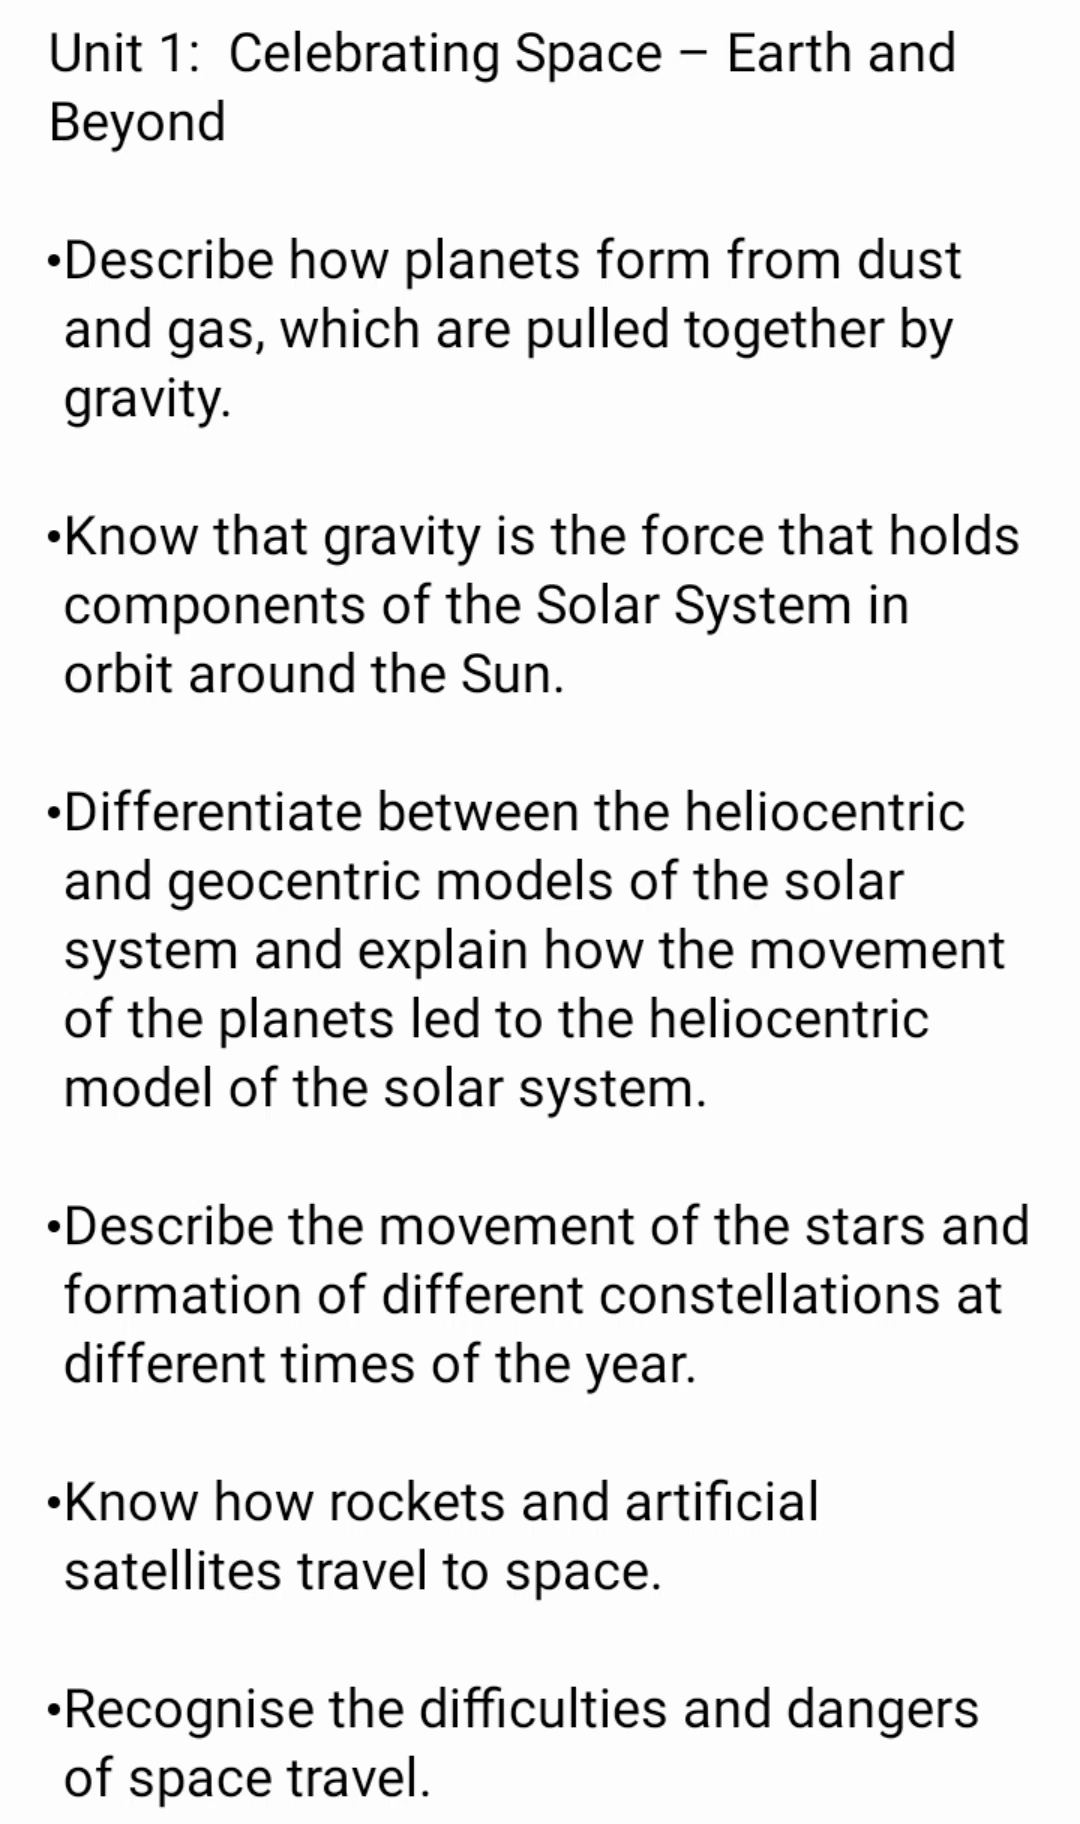 Unit 1:  Celebrating Space – Earth and
Beyond
•Describe how planets form from dust
and gas, which are pulled together by
gravity.
•Know that gravity is the force that holds
components of the Solar System in
orbit around the Sun.
•Differentiate between the heliocentric
and geocentric models of the solar
system and explain how the movement
of the planets led to the heliocentric
model of the solar system.
•Describe the movement of the stars and
formation of different constellations at
different times of the year.
•Know how rockets and artificial
satellites travel to space.
•Recognise the difficulties and dangers
of space travel.